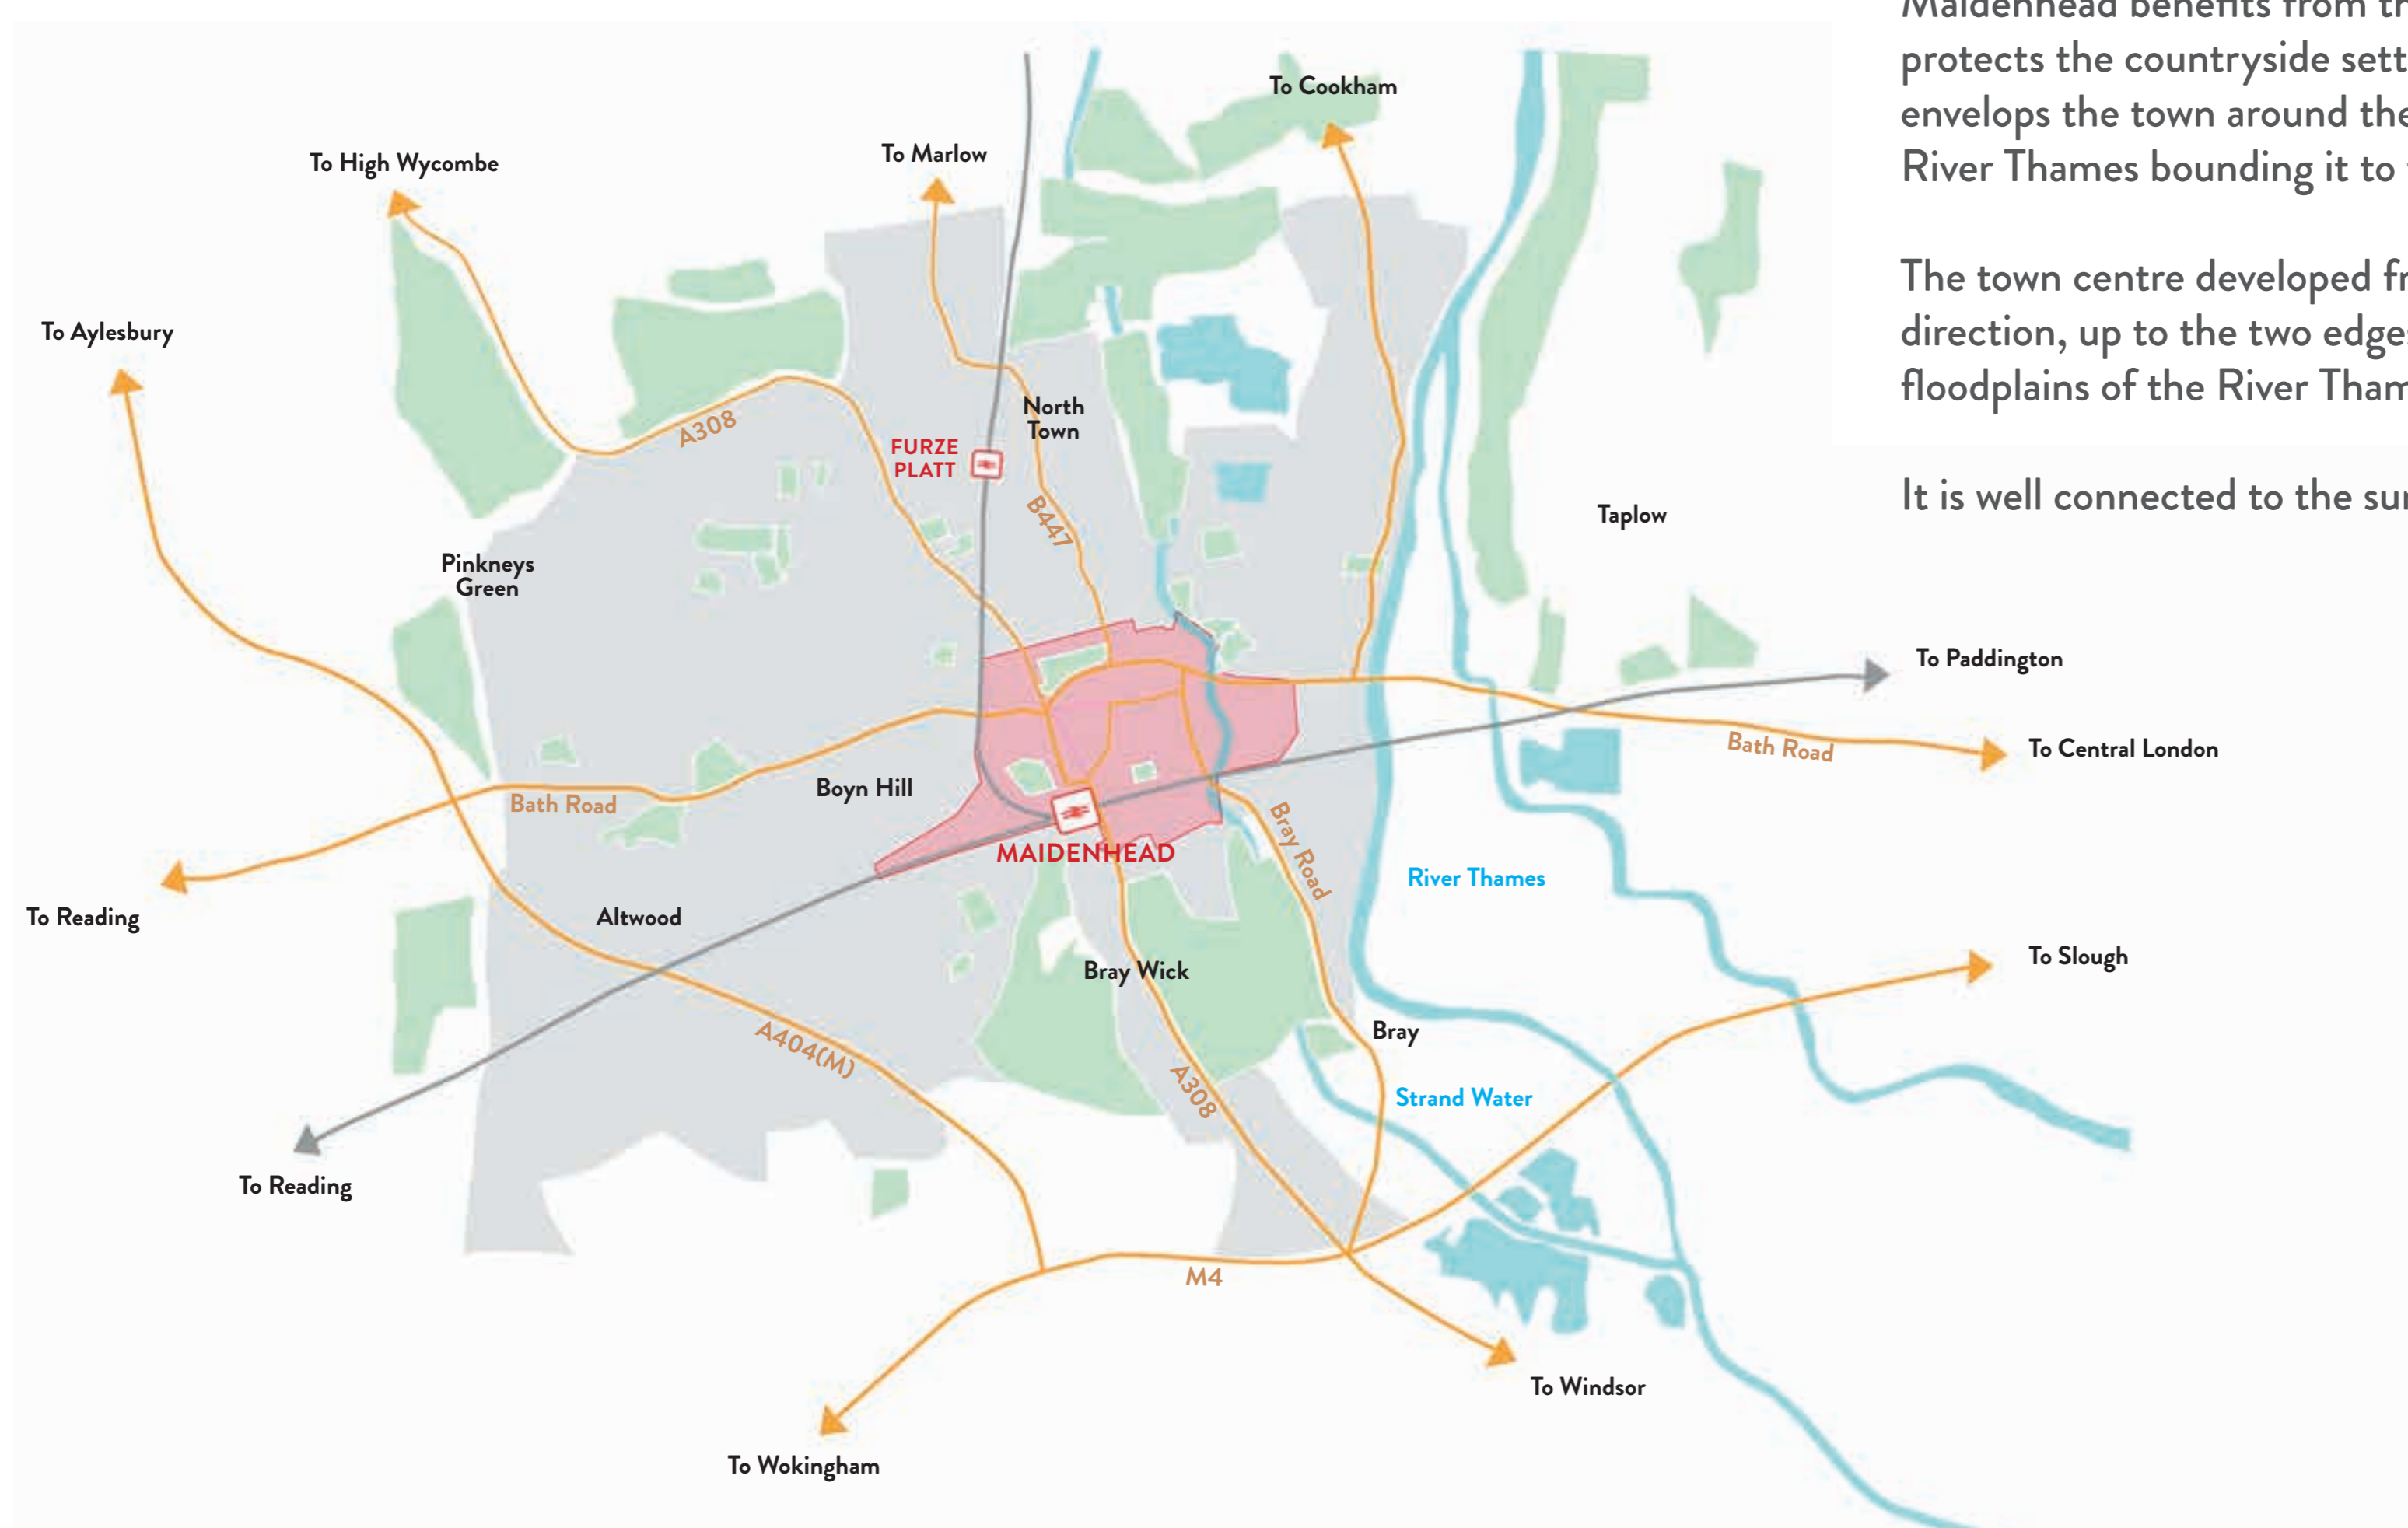 Maidenhead benefits from th
protects the countryside sett
envelops the town around the
River Thames bounding it to
The town centre developed fr
direction, up to the two edge
floodplains of the River Tham
It is well connected to the sur
To Cookham
To Marlow
To High Wycombe
To Aylesbury
North
Town
A308
FURZE
PLATT
B447
Taplow
Pinkneys
Green
To Paddington
To Central London
Bath Road
Boyn Hill
Bath Road
Bray Road
MAIDENHEAD
River Thames
To Reading
Altwood
To Slough
Bray Wick
Bray
A404(M)
A308
Strand Water
To Reading
M4
To Windsor
To Wokingham